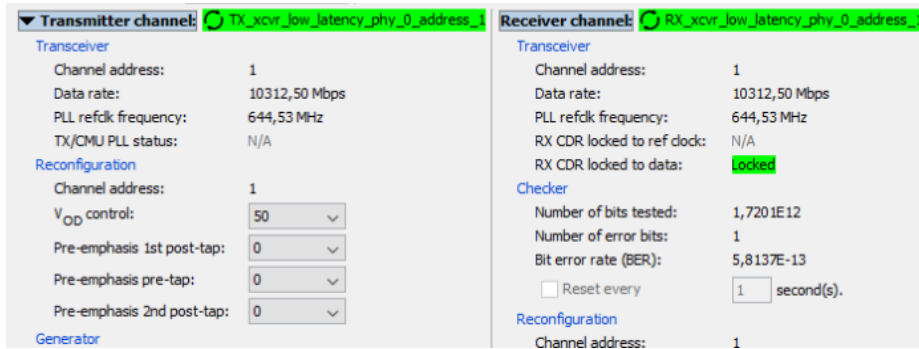 Transmitter channel: TX_xcvr_low_latency_phy_0_address_1
Transceiver
Channel address: 1
Data rate: 10312,50 Mbps
PLL refclk frequency: 644,53 MHz
TX/CMU PLL status: N/A
Reconfiguration
Channel address: 1
VOD control: 50
Pre-emphasis 1st post-tap: 0
Pre-emphasis pre-tap: 0
Pre-emphasis 2nd post-tap: 0
Generator
Receiver channel: RX_xcvr_low_latency_phy_0_address_
Transceiver
Channel address: 1
Data rate: 10312,50 Mbps
PLL refclk frequency: 644,53 MHz
RX CDR locked to ref clock: N/A
RX CDR locked to data: Locked
Checker
Number of bits tested: 1,7201E12
Number of error bits: 1
Bit error rate (BER): 5,8137E-13
Reset every 1 second(s).
Reconfiguration
Channel address: 1